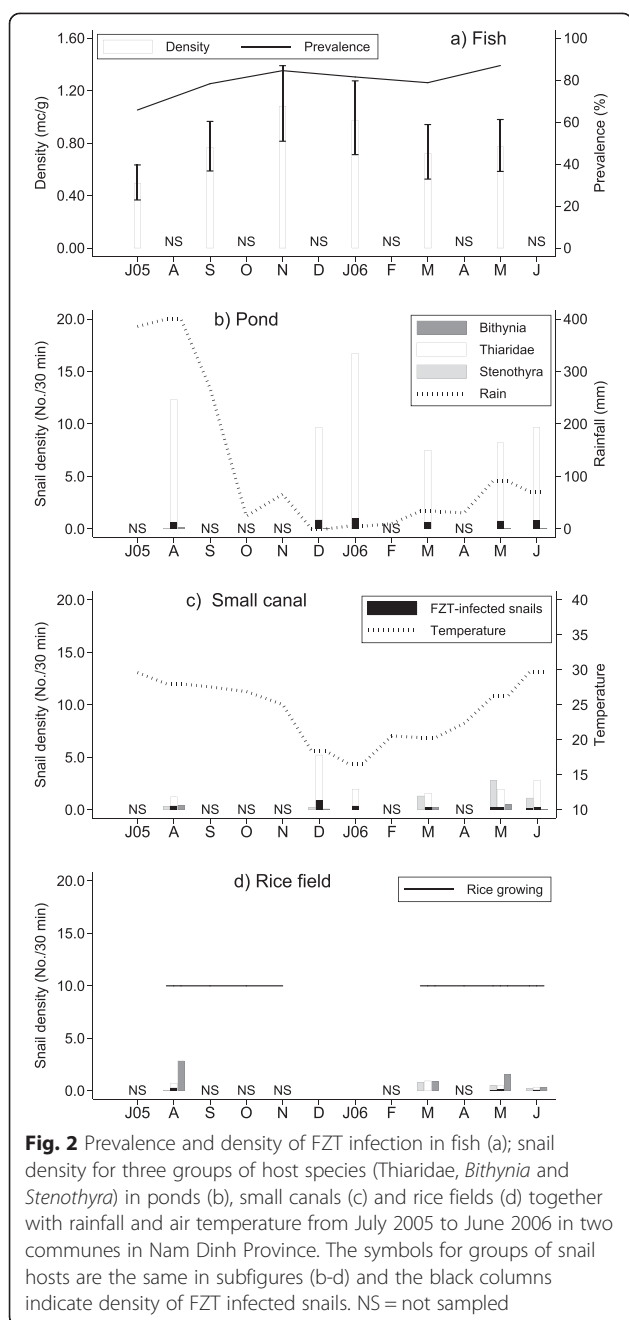 a) Fish
Density Prevalence
1.60 100
1.20 80
0.80 60
40
0.40 20
0.00 0
Density (mc/g)
Prevalence (%)
NS NS NS NS NS NS
J05 A S O N D J06 F M A M J
b) Pond
Bithynia
Thiaridae
Stenothyra
Rain
20.0 400
15.0 300
10.0 200
5.0 100
0.0 0
Snail density (No./30 min)
Rainfall (mm)
NS NS NS NS NS NS
J05 A S O N D J06 F M A M J
c) Small canal
FZT-infected snails
Temperature
20.0 40
35
15.0 30
10.0 25
20
5.0 15
0.0 10
Snail density (No./30 min)
Temperature
NS NS NS NS NS NS
J05 A S O N D J06 F M A M J
d) Rice field
Rice growing
20.0
15.0
10.0
5.0
0.0
Snail density (No./30 min)
NS NS NS NS NS NS
J05 A S O N D J06 F M A M J
Fig. 2 Prevalence and density of FZT infection in fish (a); snail
density for three groups of host species (Thiaridae, Bithynia and
Stenothyra) in ponds (b), small canals (c) and rice fields (d) together
with rainfall and air temperature from July 2005 to June 2006 in two
communes in Nam Dinh Province. The symbols for groups of snail
hosts are the same in subfigures (b-d) and the black columns
indicate density of FZT infected snails. NS = not sampled